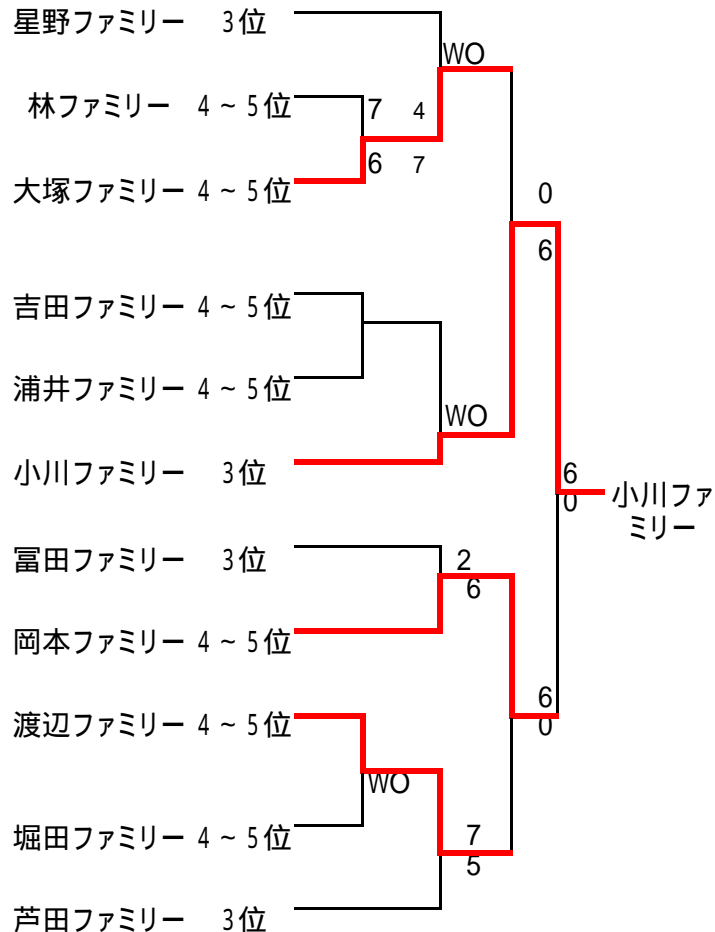 星野ファミリー 3位
WO
林ファミリー 4～5位
7 4
6 7
大塚ファミリー 4～5位
0
6
吉田ファミリー 4～5位
浦井ファミリー 4～5位
WO
小川ファミリー 3位
6
0
小川ファ
ミリー
冨田ファミリー 3位
2
6
岡本ファミリー 4～5位
6
0
渡辺ファミリー 4～5位
WO
堀田ファミリー 4～5位
7
5
芦田ファミリー 3位